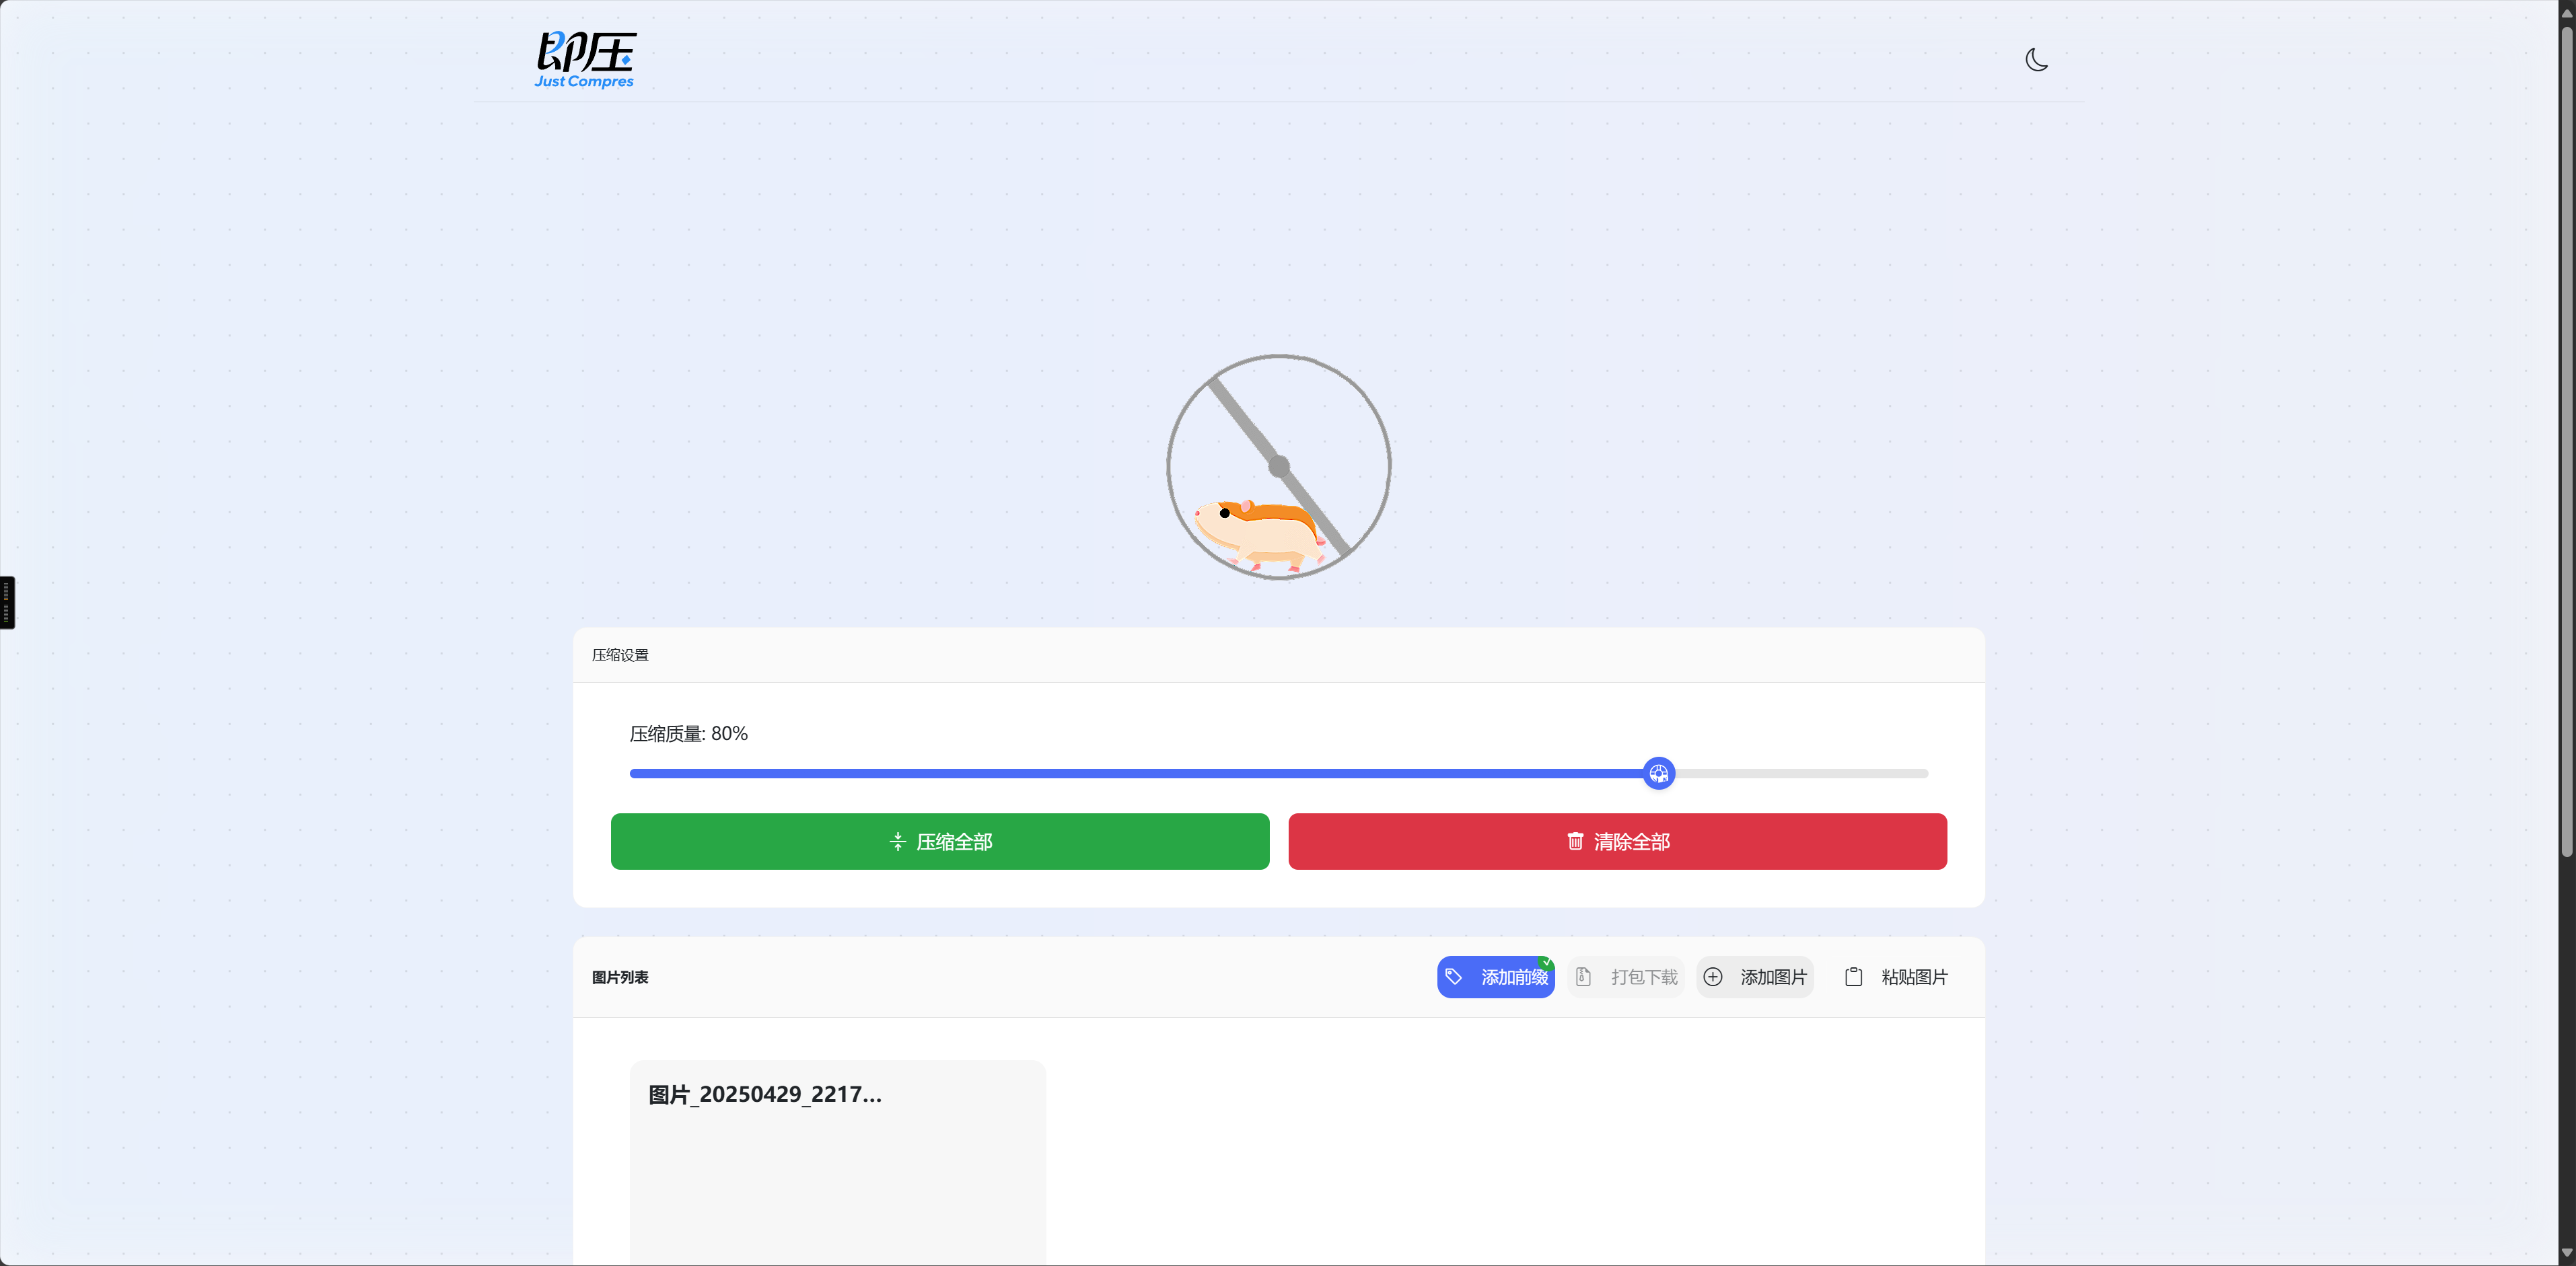 即压
Just Compres
压缩设置
压缩质量: 80%
压缩全部
清除全部
图片列表
添加前缀
打包下载
添加图片
粘贴图片
图片_20250429_2217...